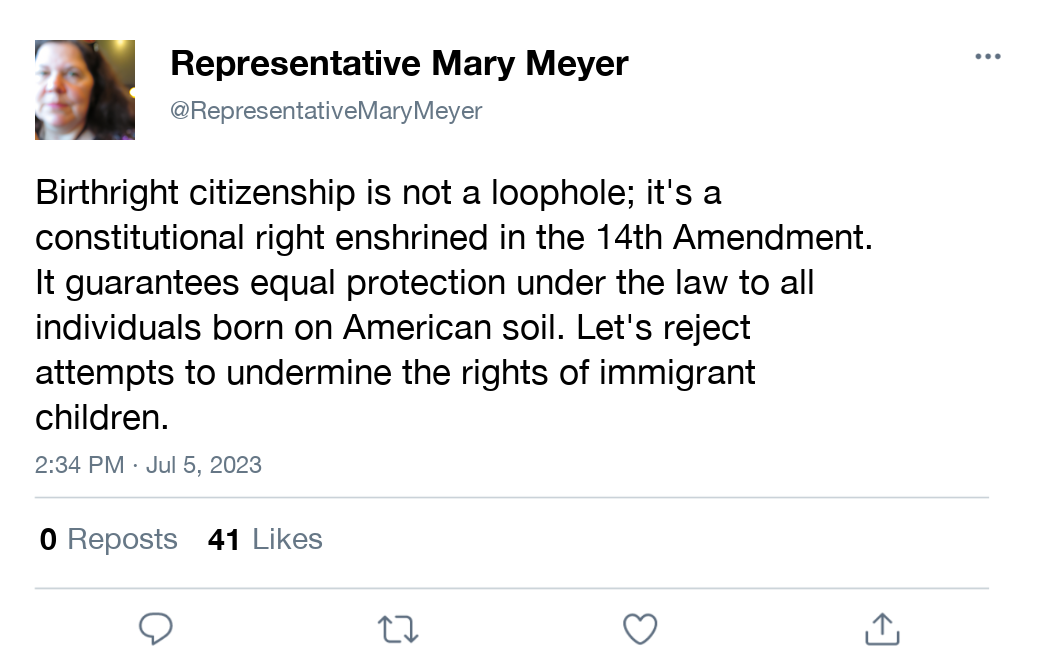 Representative Mary Meyer
@RepresentativeMaryMeyer
Birthright citizenship is not a loophole; it's a
constitutional right enshrined in the 14th Amendment.
It guarantees equal protection under the law to all
individuals born on American soil. Let's reject
attempts to undermine the rights of immigrant
children.
2:34 PM · Jul 5, 2023
0 Reposts 41 Likes